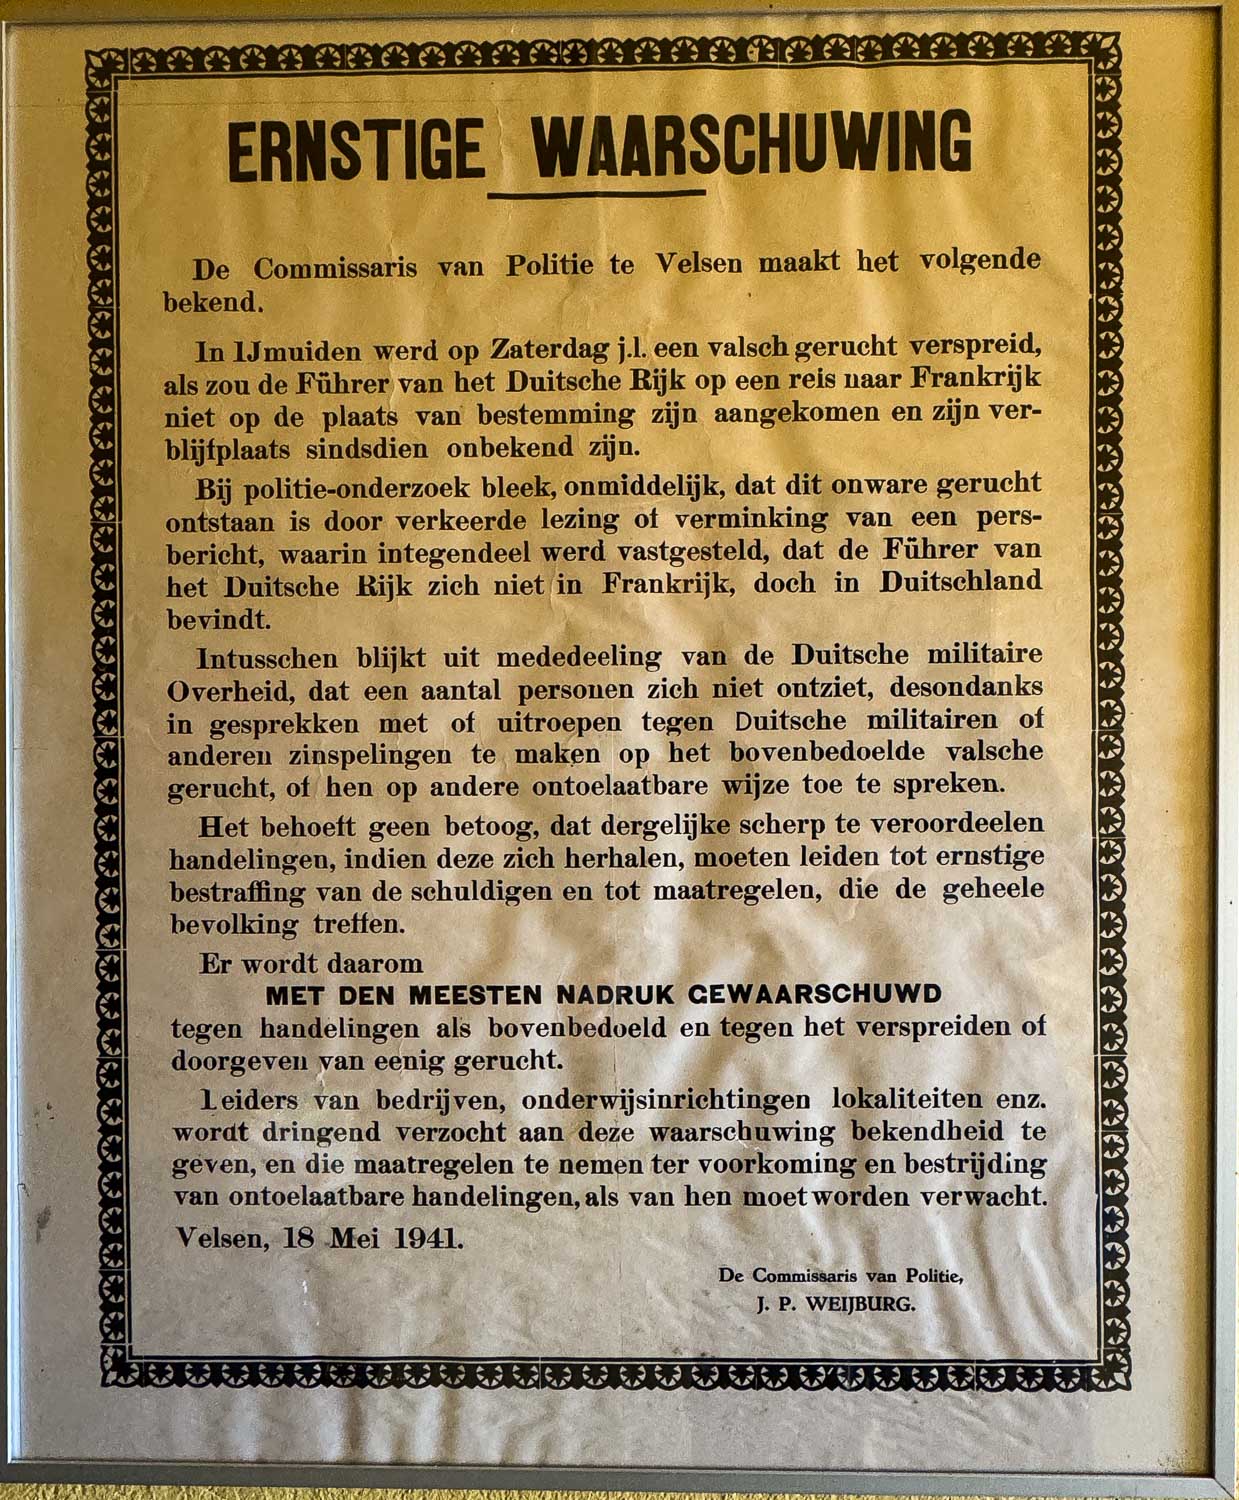 ERNSTIGE WAARSCHUWING
De Commissaris van Politie te Velsen maakt het volgende
bekend.
In IJmuiden werd op Zaterdag j.l. een valsch gerucht verspreid,
als zou de Führer van het Duitsche Rijk op een reis naar Frankrijk
niet op de plaats van bestemming zijn aangekomen en zijn ver-
blijfplaats sindsdien onbekend zijn.
Bij politie-onderzoek bleek, onmiddelijk, dat dit onware gerucht
ontstaan is door verkeerde lezing of verminking van een pers-
bericht, waarin integendeel werd vastgesteld, dat de Führer van
het Duitsche Rijk zich niet in Frankrijk, doch in Duitschland
bevindt.
Intusschen blijkt uit mededeeling van de Duitsche militaire
Overheid, dat een aantal personen zich niet ontziet, desondanks
in gesprekken met of uitroepen tegen Duitsche militairen of
anderen zinspelingen te maken op het bovenbedoelde valsche
gerucht, of hen op andere ontoelaatbare wijze toe te spreken.
Het behoeft geen betoog, dat dergelijke scherp te veroordeelen
handelingen, indien deze zich herhalen, moeten leiden tot ernstige
bestraffing van de schuldigen en tot maatregelen, die de geheele
bevolking treffen.
Er wordt daarom
MET DEN MEESTEN NADRUK GEWAARSCHUWD
tegen handelingen als bovenbedoeld en tegen het verspreiden of
doorgeven van eenig gerucht.
Leiders van bedrijven, onderwijsinrichtingen lokaliteiten enz.
wordt dringend verzocht aan deze waarschuwing bekendheid te
geven, en die maatregelen te nemen ter voorkoming en bestrijding
van ontoelaatbare handelingen, als van hen moet worden verwacht.
Velsen, 18 Mei 1941.
De Commissaris van Politie,
J. P. WEIJBURG.